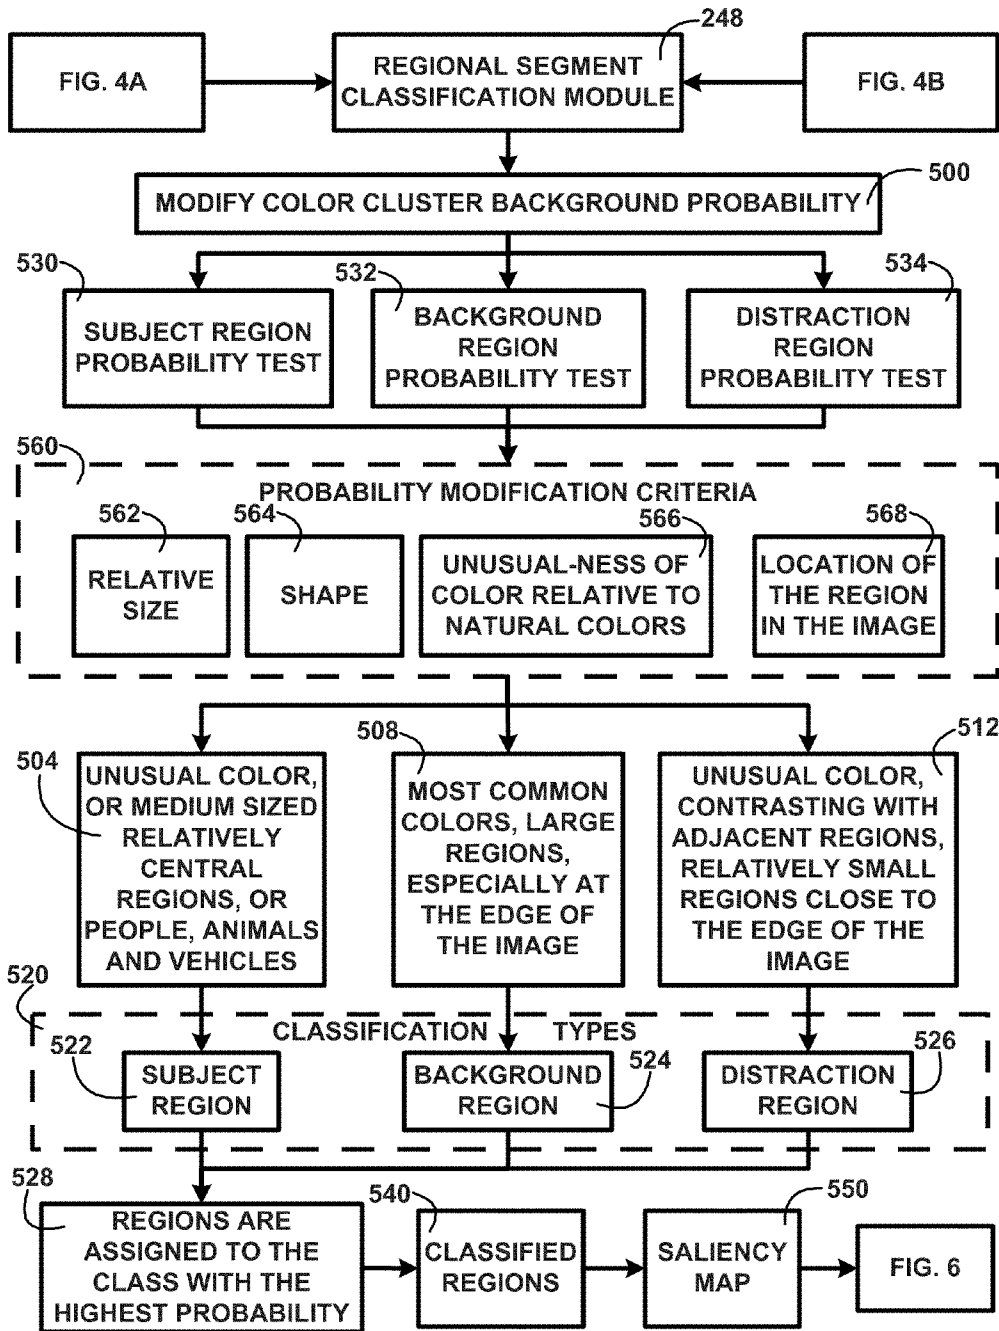 248
FIG. 4A
REGIONAL SEGMENT
CLASSIFICATION MODULE
FIG. 4B
500
MODIFY COLOR CLUSTER BACKGROUND PROBABILITY
530
532
534
SUBJECT REGION
PROBABILITY TEST
BACKGROUND
REGION
PROBABILITY TEST
DISTRACTION
REGION
PROBABILITY TEST
560
PROBABILITY MODIFICATION CRITERIA
562
564
566
568
RELATIVE
SIZE
SHAPE
UNUSUAL-NESS OF
COLOR RELATIVE TO
NATURAL COLORS
LOCATION OF
THE REGION
IN THE IMAGE
504
508
512
UNUSUAL COLOR,
OR MEDIUM SIZED
RELATIVELY
CENTRAL
REGIONS, OR
PEOPLE, ANIMALS
AND VEHICLES
MOST COMMON
COLORS, LARGE
REGIONS,
ESPECIALLY AT
THE EDGE OF
THE IMAGE
UNUSUAL COLOR,
CONTRASTING WITH
ADJACENT REGIONS,
RELATIVELY SMALL
REGIONS CLOSE TO
THE EDGE OF THE
IMAGE
520
CLASSIFICATION TYPES
522
524
526
SUBJECT
REGION
BACKGROUND
REGION
DISTRACTION
REGION
528
540
550
REGIONS ARE
ASSIGNED TO THE
CLASS WITH THE
HIGHEST PROBABILITY
CLASSIFIED
REGIONS
SALIENCY
MAP
FIG. 6